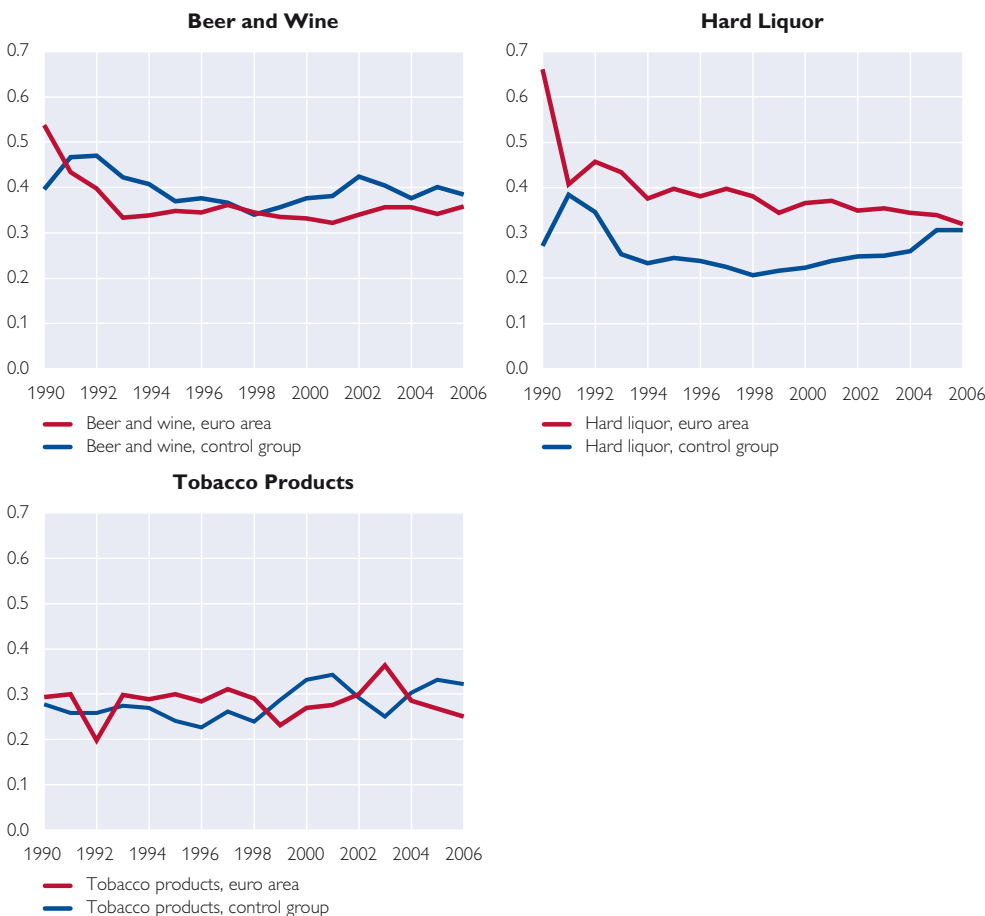 Beer and Wine
0.7
0.6
0.5
0.4
0.3
0.2
0.1
0.0
1990 1992 1994 1996 1998 2000 2002 2004 2006
Beer and wine, euro area
Beer and wine, control group
Hard Liquor
0.7
0.6
0.5
0.4
0.3
0.2
0.1
0.0
1990 1992 1994 1996 1998 2000 2002 2004 2006
Hard liquor, euro area
Hard liquor, control group
Tobacco Products
0.7
0.6
0.5
0.4
0.3
0.2
0.1
0.0
1990 1992 1994 1996 1998 2000 2002 2004 2006
Tobacco products, euro area
Tobacco products, control group